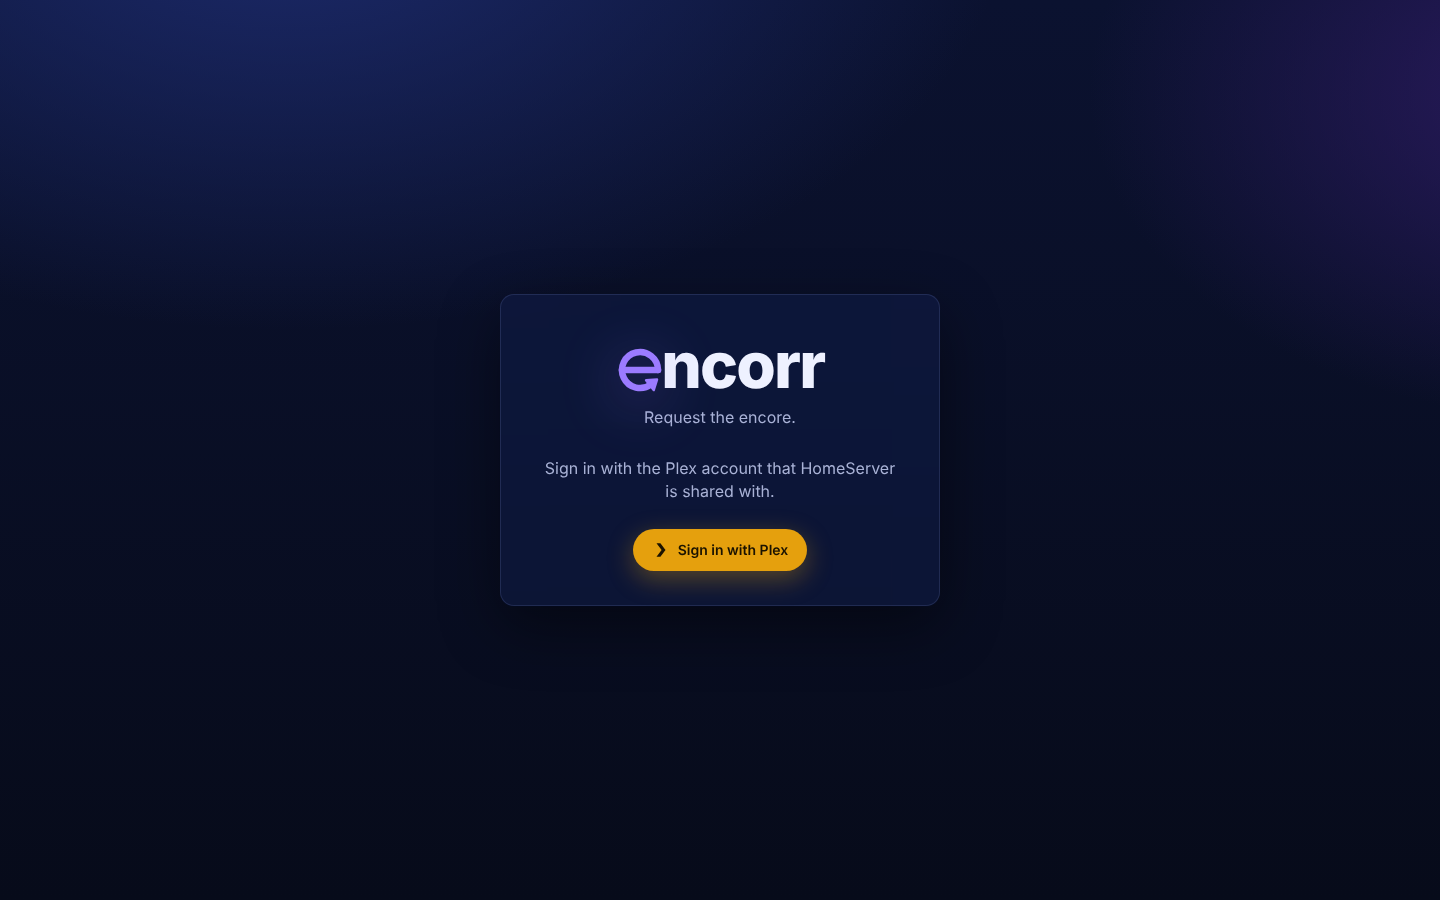 encorr
Request the encore.
Sign in with the Plex account that HomeServer
is shared with.
Sign in with Plex